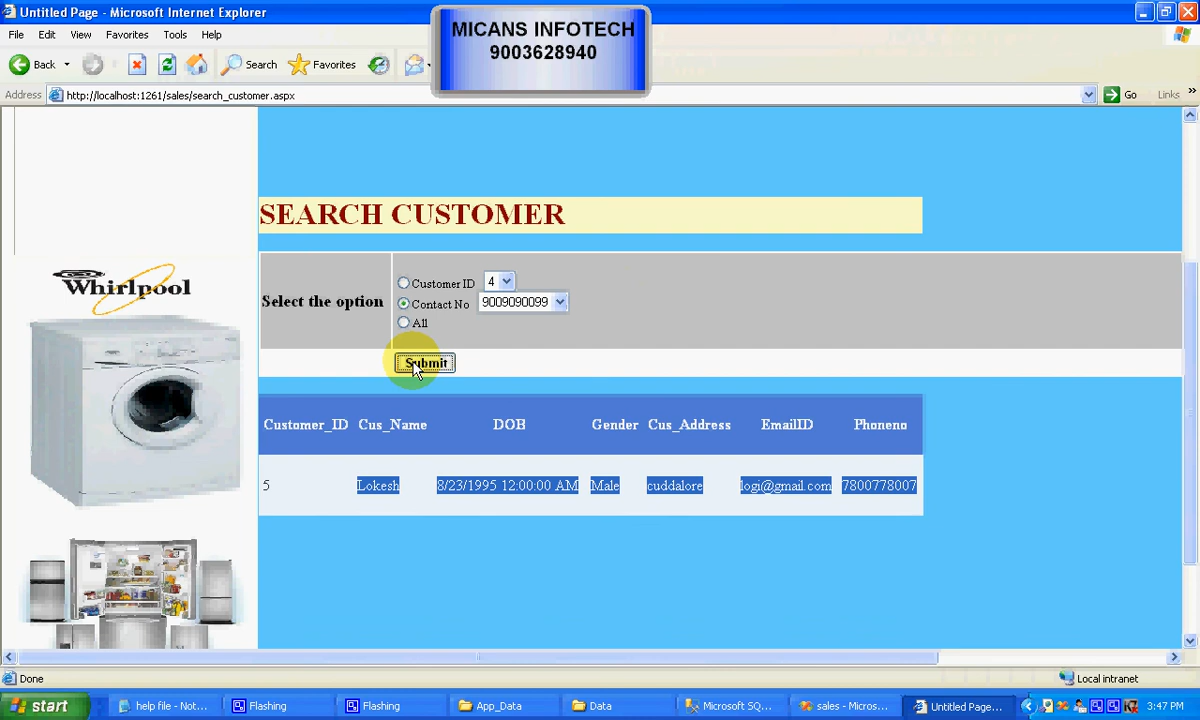 Untitled Page - Microsoft Internet Explorer
MICANS INFOTECH
9003628940
File Edit View Favorites Tools Help
Back Search Favorites
Address http://localhost:1261/sales/search_customer.aspx Go Links »
SEARCH CUSTOMER
Select the option
Customer ID 4
Contact No 9009090099
All
Submit
Whirlpool
Customer_ID Cus_Name DOB Gender Cus_Address EmailID Phoneno
5 Lokesh 8/23/1995 12:00:00 AM Male cuddalore logi@gmail.com 7800778007
Done Local intranet
start help file - Not... Flashing Flashing App_Data Data Microsoft SQ... sales - Micros... Untitled Page... 3:47 PM